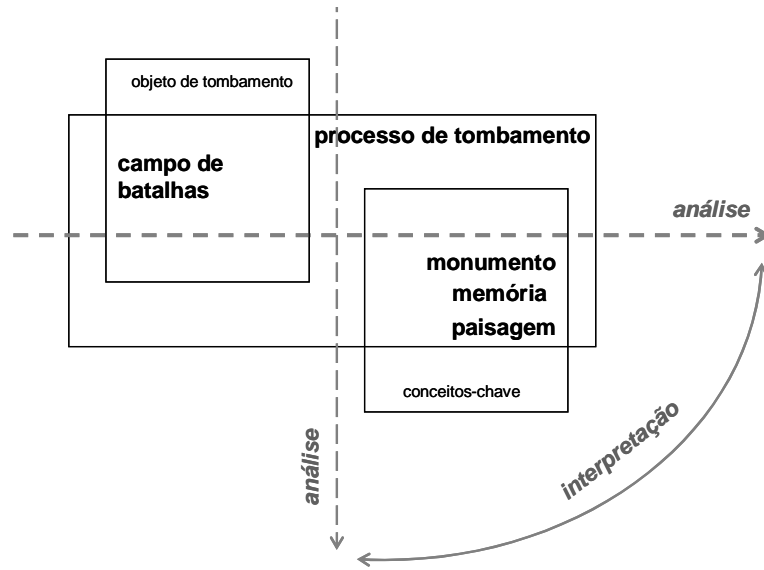 objeto de tombamento
processo de tombamento
campo de
batalhas
análise
monumento
memória
paisagem
conceitos-chave
análise
interpretação